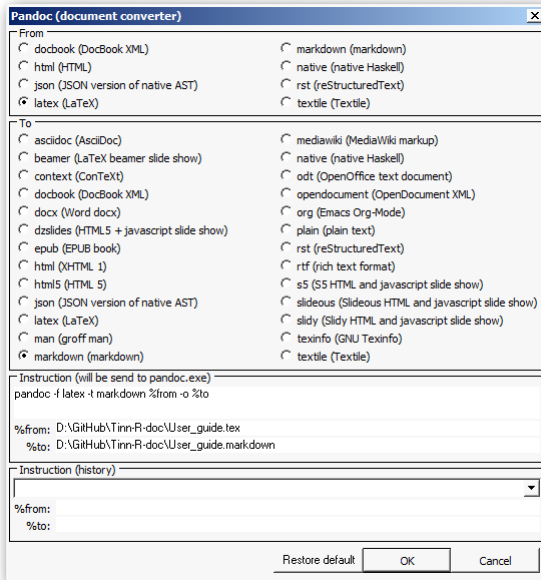 Pandoc (document converter)
From
docbook (DocBook XML)
html (HTML)
json (JSON version of native AST)
latex (LaTeX)
markdown (markdown)
native (native Haskell)
rst (reStructuredText)
textile (Textile)
To
asciidoc (AsciiDoc)
beamer (LaTeX beamer slide show)
context (ConTeXt)
docbook (DocBook XML)
docx (Word docx)
dzslides (HTML5 + javascript slide show)
epub (EPUB book)
html (XHTML 1)
html5 (HTML 5)
json (JSON version of native AST)
latex (LaTeX)
man (groff man)
markdown (markdown)
mediawiki (MediaWiki markup)
native (native Haskell)
odt (OpenOffice text document)
opendocument (OpenDocument XML)
org (Emacs Org-Mode)
plain (plain text)
rst (reStructuredText)
rtf (rich text format)
s5 (S5 HTML and javascript slide show)
slideous (Slideous HTML and javascript slide show)
slidy (Slidy HTML and javascript slide show)
texinfo (GNU Texinfo)
textile (Textile)
Instruction (will be send to pandoc.exe)
pandoc -f latex -t markdown %from -o %to
%from: D:\GitHub\Tinn-R-doc\User_guide.tex
%to: D:\GitHub\Tinn-R-doc\User_guide.markdown
Instruction (history)
%from:
%to:
Restore default OK Cancel